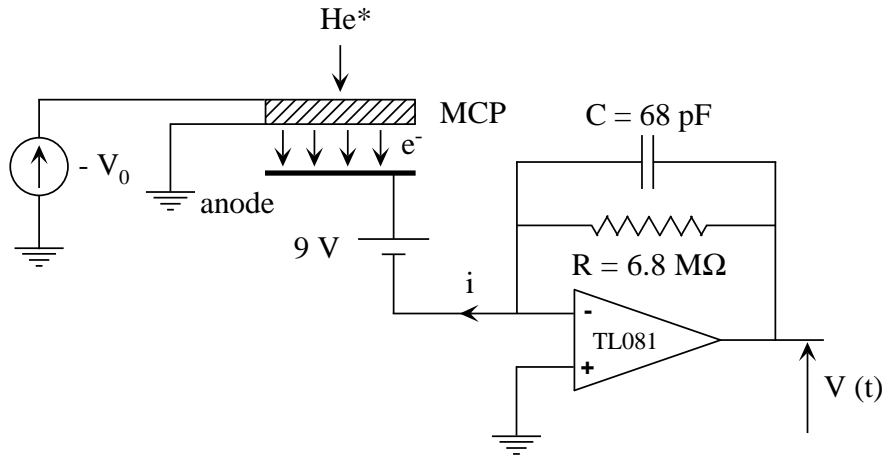 He*
MCP
C = 68 pF
e-
- V0
anode
9 V
R = 6.8 MΩ
i
-
TL081
+
V (t)